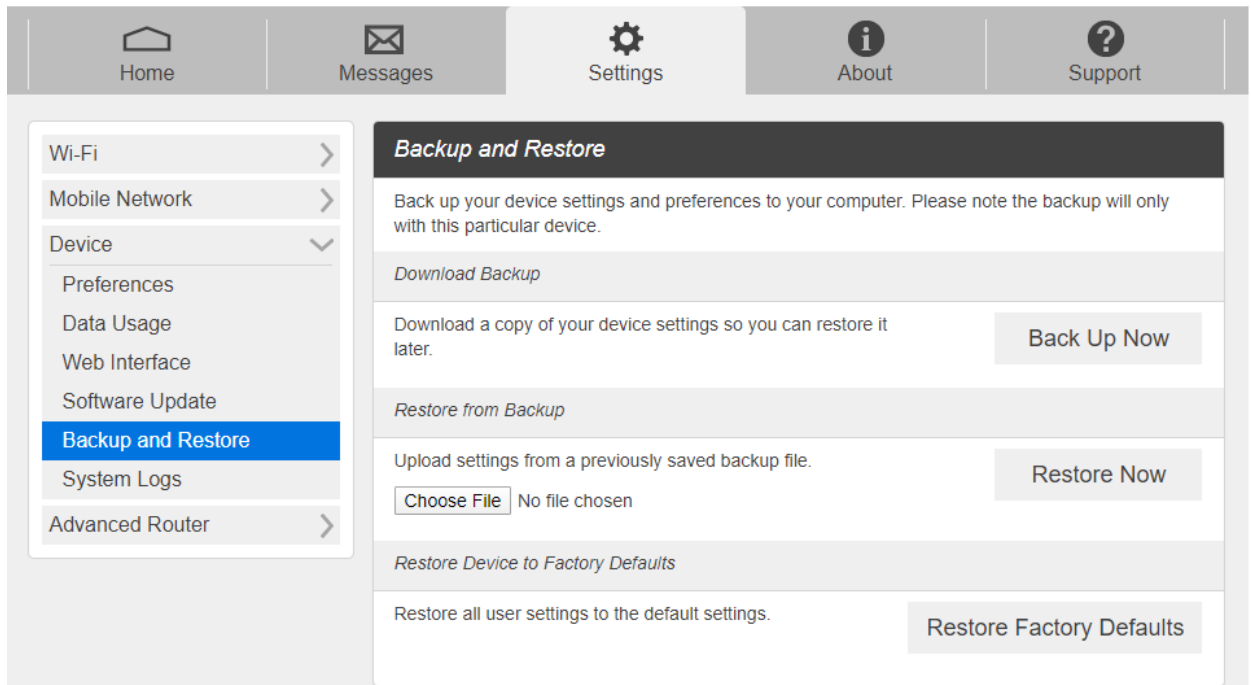 Home
Messages
Settings
About
Support
Wi-Fi
Mobile Network
Device
Preferences
Data Usage
Web Interface
Software Update
Backup and Restore
System Logs
Advanced Router
Backup and Restore
Back up your device settings and preferences to your computer. Please note the backup will only
with this particular device.
Download Backup
Download a copy of your device settings so you can restore it
later.
Back Up Now
Restore from Backup
Upload settings from a previously saved backup file.
Choose File No file chosen
Restore Now
Restore Device to Factory Defaults
Restore all user settings to the default settings.
Restore Factory Defaults